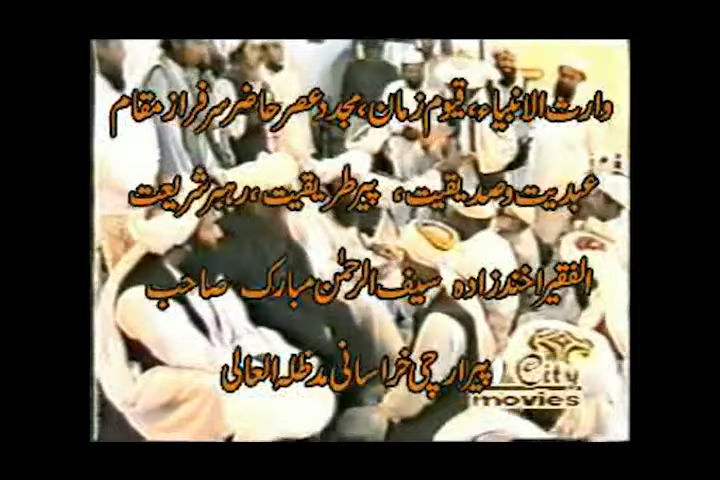 وارث الانبیاء، قیوم زمان، مجدد عصر حاضر سرفراز مقام
عبدیت وصدیقیت، پیر طریقیت، رہبر شریعت
الفقیر اخندزادہ سیف الرحمٰن مبارک صاحب
پیر ارچی خراسانی مدظلہ العالی
City
movies